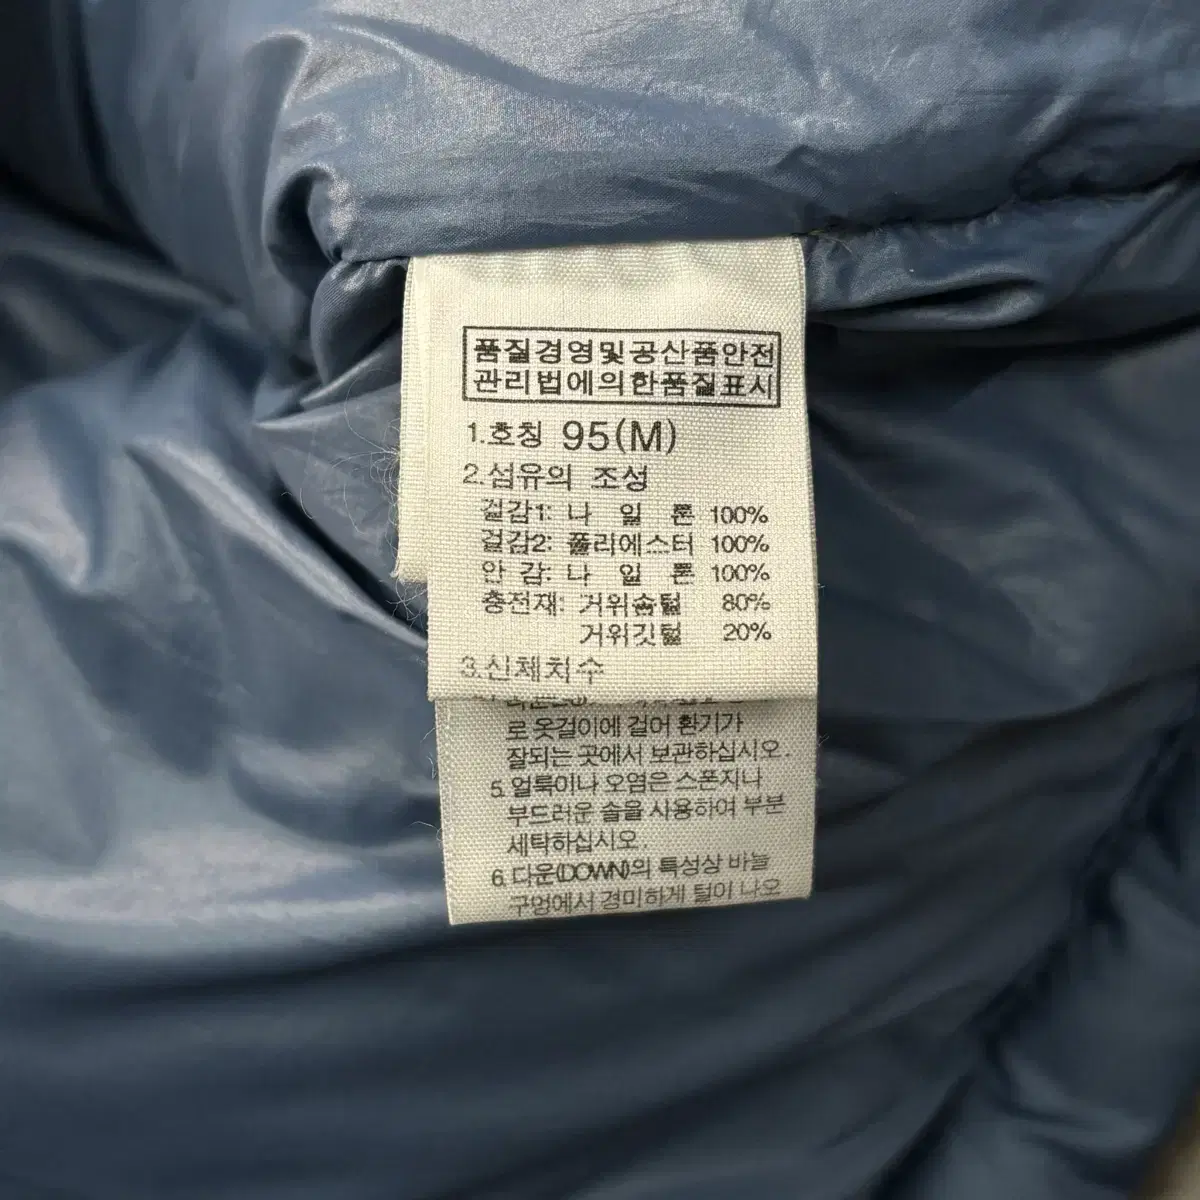 품질경영및공산품안전
관리법에의한품질표시
1.호칭 95(M)
2.섬유의 조성
겉감1: 나 일 론 100%
겉감2: 폴리에스터 100%
안 감: 나 일 론 100%
충전재: 거위솜털 80%
거위깃털 20%
3.신체치수
로 옷걸이에 걸어 환기가
잘되는 곳에서 보관하십시오.
5. 얼룩이나 오염은 스폰지나
부드러운 솔을 사용하여 부분
세탁하십시오.
6. 다운(DOWN)의 특성상 바늘
구멍에서 경미하게 털이 나오